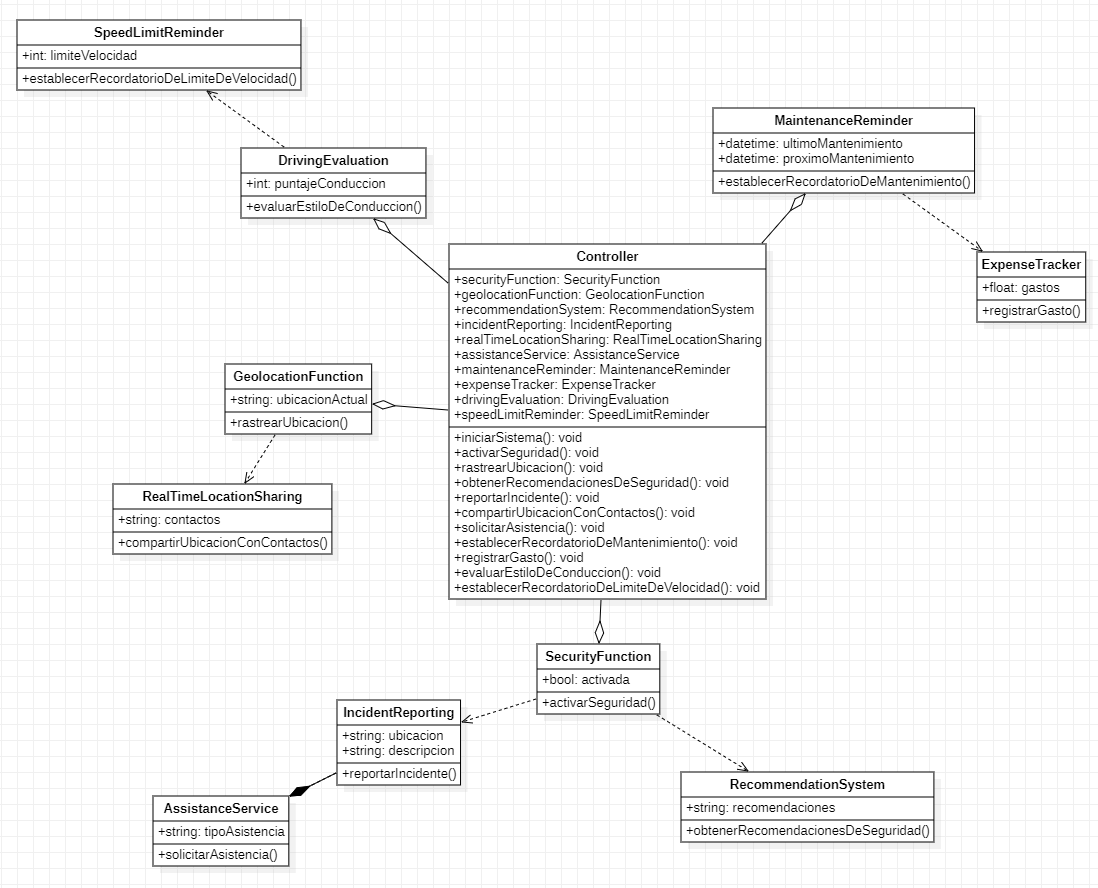 SpeedLimitReminder
+int: limiteVelocidad
+establecerRecordatorioDeLimiteDeVelocidad()
DrivingEvaluation
+int: puntajeConduccion
+evaluarEstiloDeConduccion()
MaintenanceReminder
+datetime: ultimoMantenimiento
+datetime: proximoMantenimiento
+establecerRecordatorioDeMantenimiento()
ExpenseTracker
+float: gastos
+registrarGasto()
Controller
+securityFunction: SecurityFunction
+geolocationFunction: GeolocationFunction
+recommendationSystem: RecommendationSystem
+incidentReporting: IncidentReporting
+realTimeLocationSharing: RealTimeLocationSharing
+assistanceService: AssistanceService
+maintenanceReminder: MaintenanceReminder
+expenseTracker: ExpenseTracker
+drivingEvaluation: DrivingEvaluation
+speedLimitReminder: SpeedLimitReminder
+iniciarSistema(): void
+activarSeguridad(): void
+rastrearUbicacion(): void
+obtenerRecomendacionesDeSeguridad(): void
+reportarIncidente(): void
+compartirUbicacionConContactos(): void
+solicitarAsistencia(): void
+establecerRecordatorioDeMantenimiento(): void
+registrarGasto(): void
+evaluarEstiloDeConduccion(): void
+establecerRecordatorioDeLimiteDeVelocidad(): void
GeolocationFunction
+string: ubicacionActual
+rastrearUbicacion()
RealTimeLocationSharing
+string: contactos
+compartirUbicacionConContactos()
SecurityFunction
+bool: activada
+activarSeguridad()
IncidentReporting
+string: ubicacion
+string: descripcion
+reportarIncidente()
AssistanceService
+string: tipoAsistencia
+solicitarAsistencia()
RecommendationSystem
+string: recomendaciones
+obtenerRecomendacionesDeSeguridad()